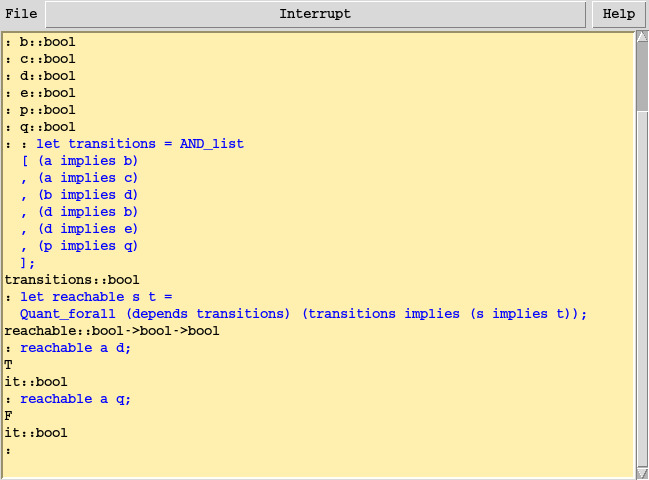 File Interrupt Help
: b::bool
: c::bool
: d::bool
: e::bool
: p::bool
: q::bool
: : let transitions = AND_list
  [ (a implies b)
  , (a implies c)
  , (b implies d)
  , (d implies b)
  , (d implies e)
  , (p implies q)
  ];
transitions::bool
: let reachable s t =
  Quant_forall (depends transitions) (transitions implies (s implies t));
reachable::bool->bool->bool
: reachable a d;
T
it::bool
: reachable a q;
F
it::bool
: